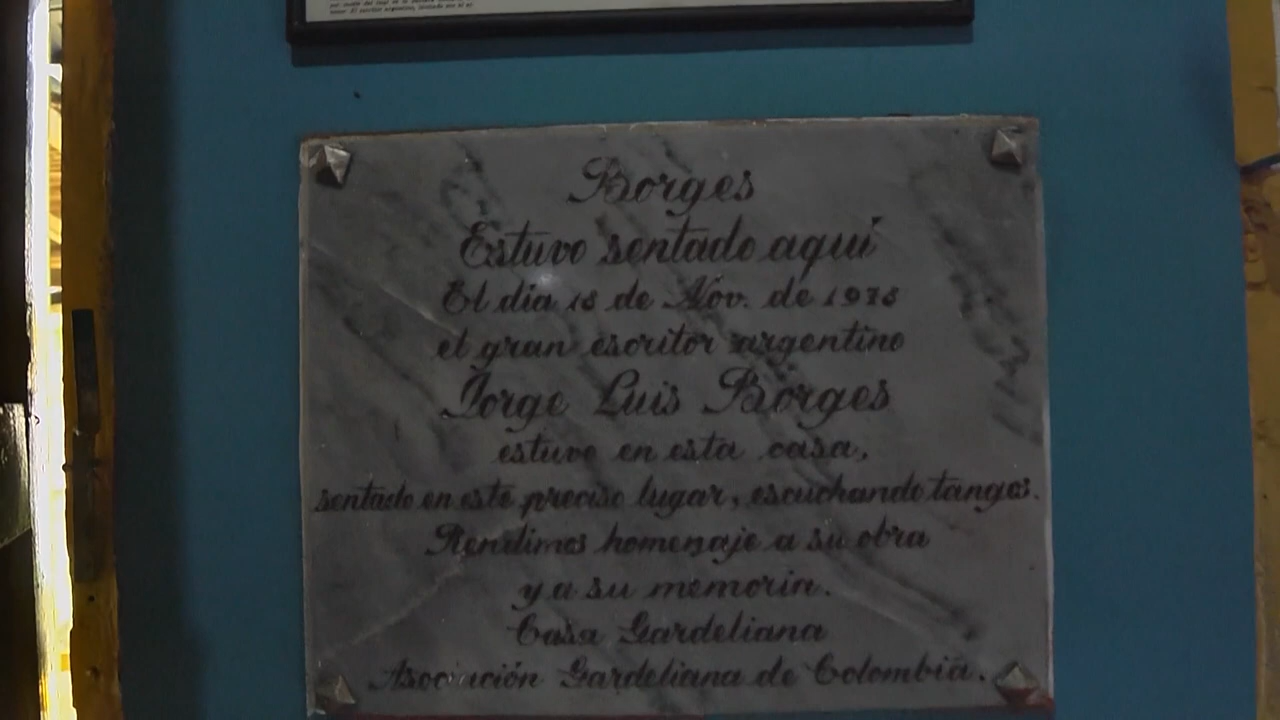 Borges
Estuvo sentado aquí
El día 18 de Nov. de 1978
el gran escritor argentino
Jorge Luis Borges
estuvo en esta casa,
sentado en este preciso lugar, escuchando tangos.
Rendimos homenaje a su obra
y a su memoria.
Casa Gardeliana
Asociación Gardeliana de Colombia.